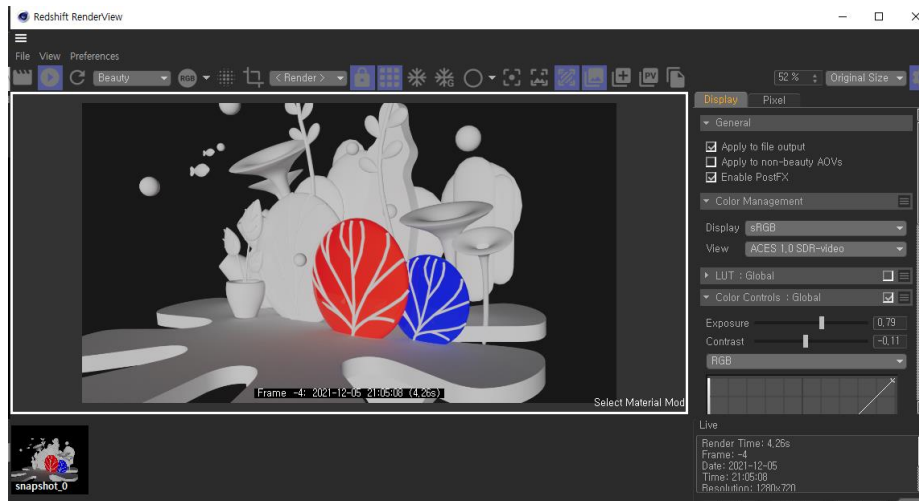 Redshift RenderView
File View Preferences
Beauty RGB < Render > G PV 52 % Original Size
Display Pixel
General
Apply to file output
Apply to non-beauty AOVs
Enable PostFX
Color Management
Display sRGB
View ACES 1.0 SDR-video
LUT : Global
Color Controls : Global
Exposure 0,79
Contrast -0,11
RGB
Frame -4: 2021-12-05 21:05:08 (4,26s)
Select Material Mod
Live
Render Time: 4,26s
Frame: -4
Date: 2021-12-05
Time: 21:05:08
Resolution: 1280x720
snapshot_0